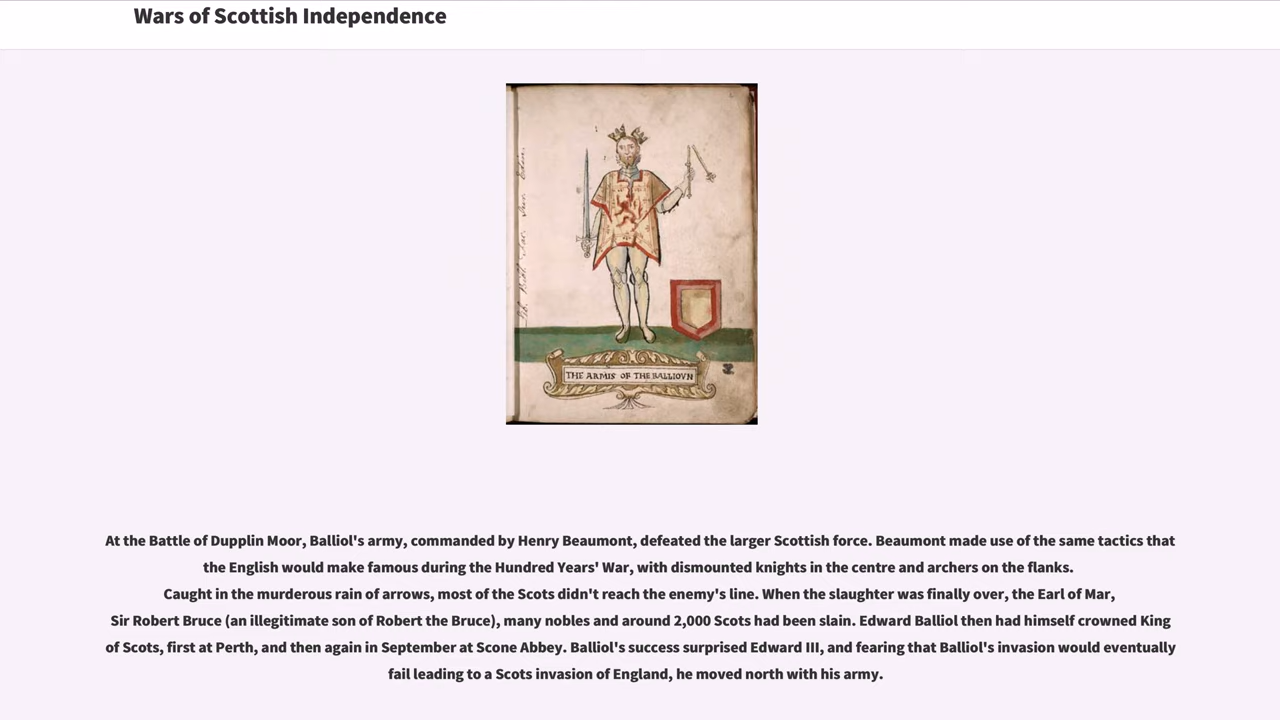 Wars of Scottish Independence
THE ARMIS OF THE BALLIOVN
At the Battle of Dupplin Moor, Balliol's army, commanded by Henry Beaumont, defeated the larger Scottish force. Beaumont made use of the same tactics that
the English would make famous during the Hundred Years' War, with dismounted knights in the centre and archers on the flanks.
Caught in the murderous rain of arrows, most of the Scots didn't reach the enemy's line. When the slaughter was finally over, the Earl of Mar,
Sir Robert Bruce (an illegitimate son of Robert the Bruce), many nobles and around 2,000 Scots had been slain. Edward Balliol then had himself crowned King
of Scots, first at Perth, and then again in September at Scone Abbey. Balliol's success surprised Edward III, and fearing that Balliol's invasion would eventually
fail leading to a Scots invasion of England, he moved north with his army.